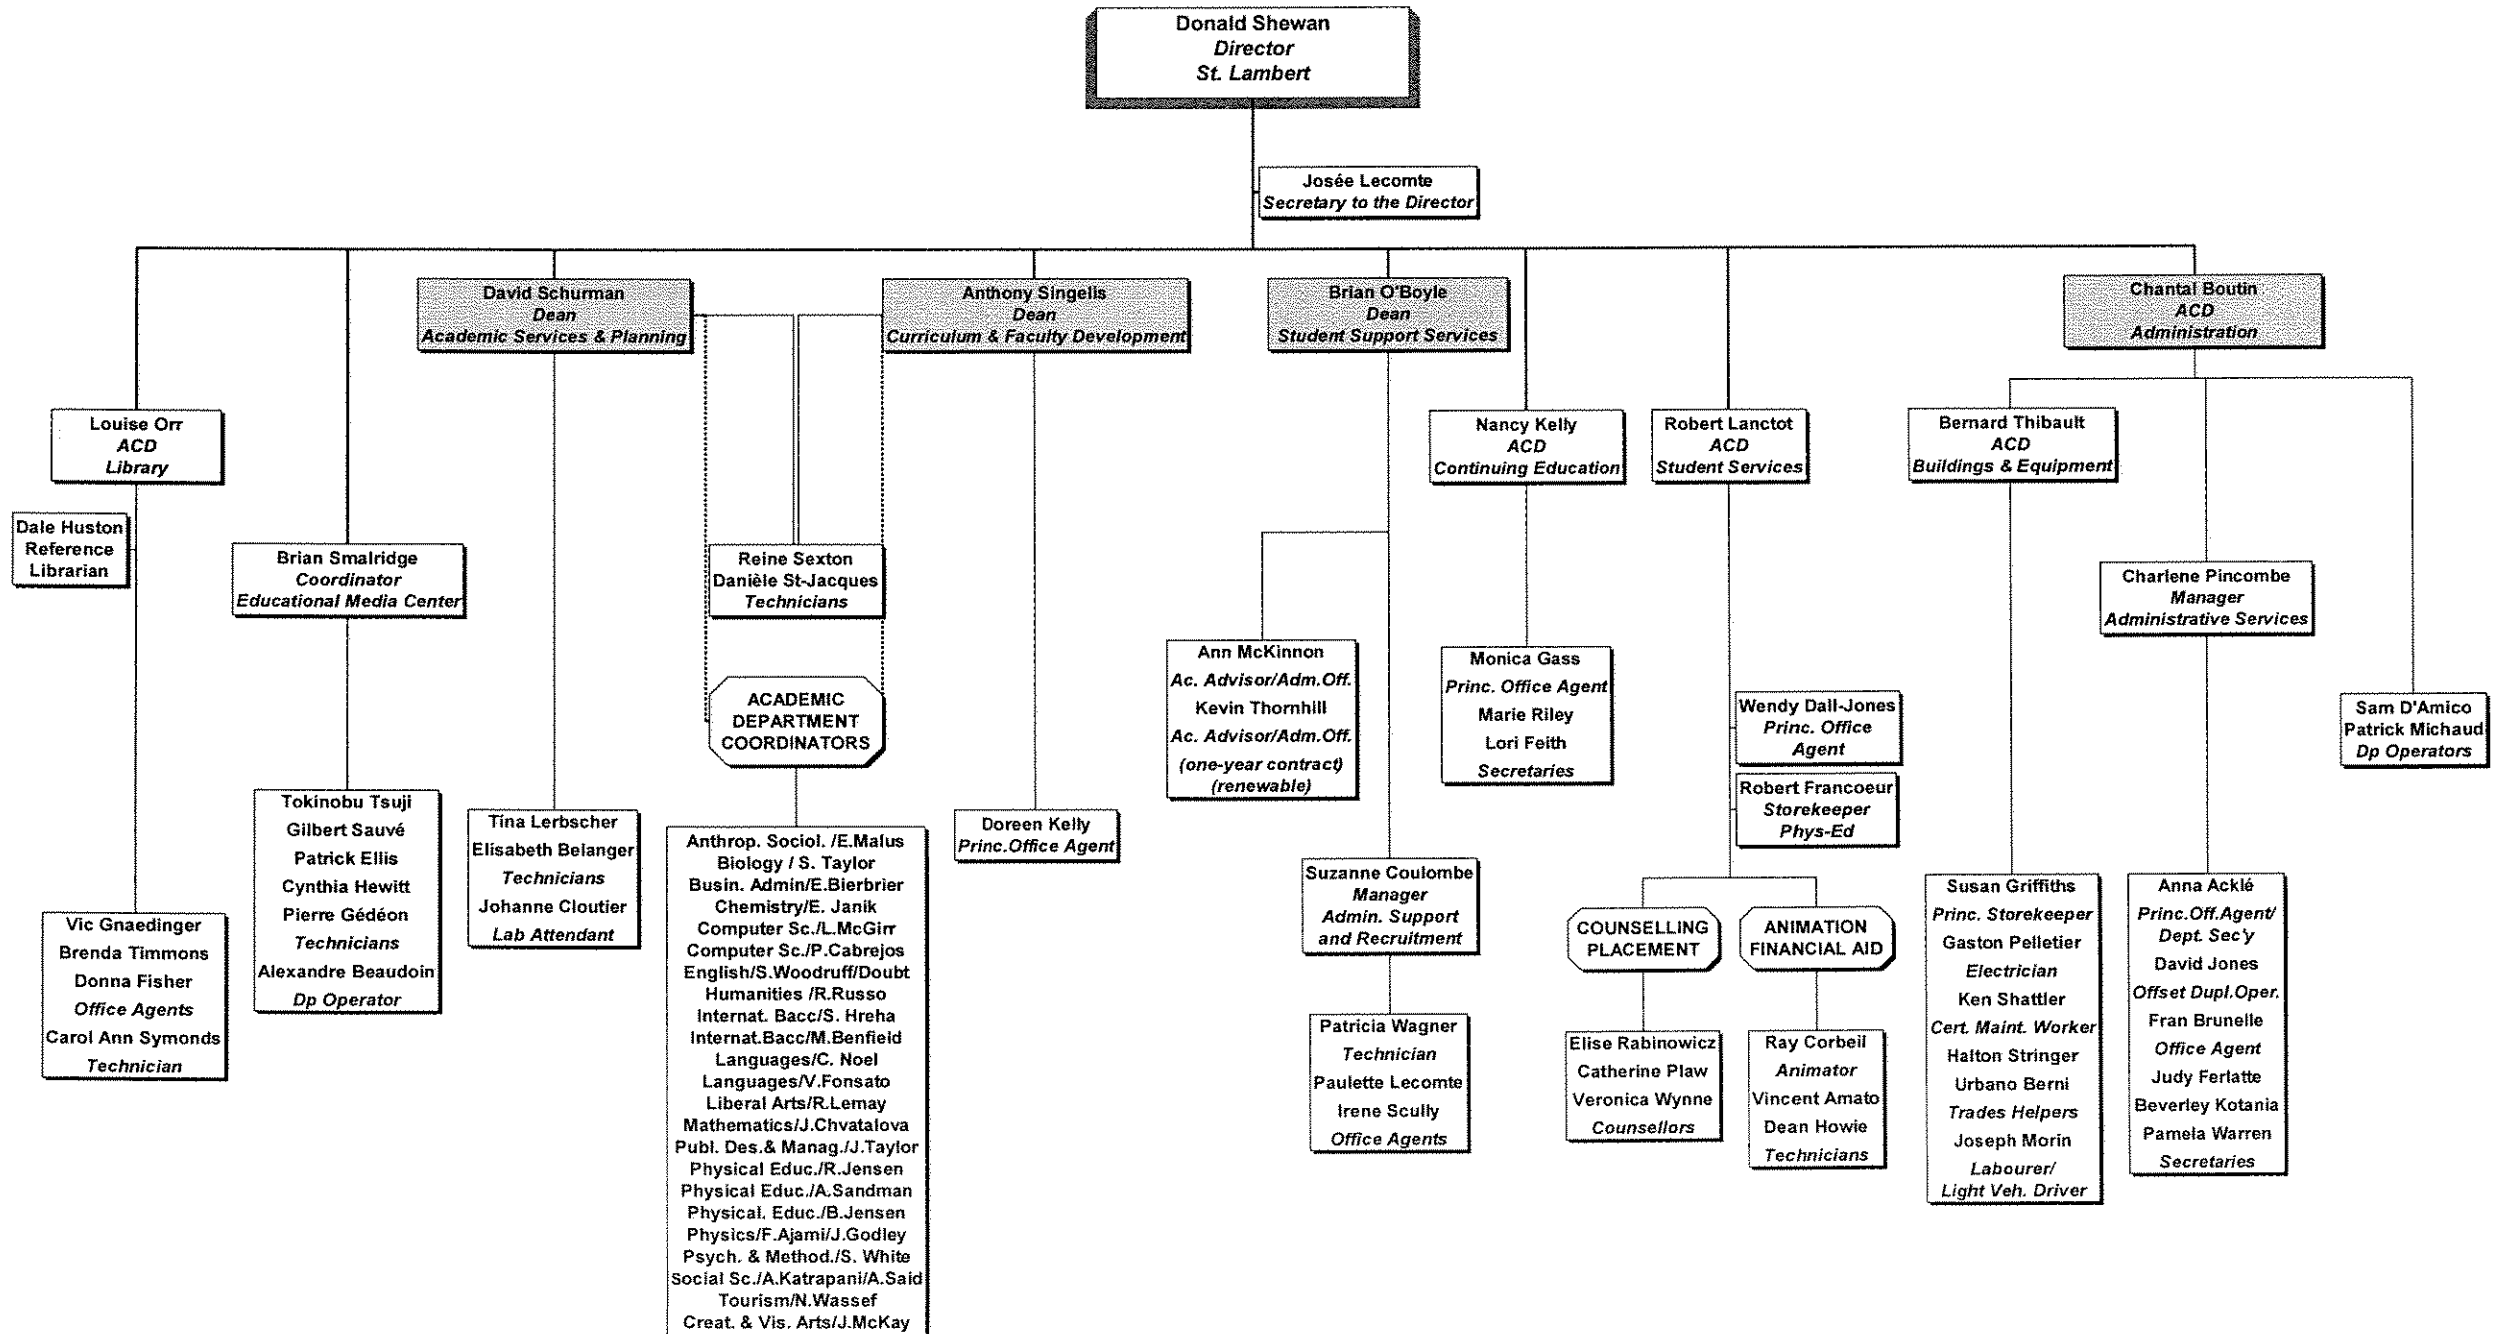 Donald Shewan
Director
St. Lambert
Josée Lecomte
Secretary to the Director
David Schurman
Dean
Academic Services & Planning
Anthony Singelis
Dean
Curriculum & Faculty Development
Brian O'Boyle
Dean
Student Support Services
Chantal Boutin
ACD
Administration
Louise Orr
ACD
Library
Nancy Kelly
ACD
Continuing Education
Robert Lanctot
ACD
Student Services
Bernard Thibault
ACD
Buildings & Equipment
Dale Huston
Reference
Librarian
Brian Smalridge
Coordinator
Educational Media Center
Reine Sexton
Danièle St-Jacques
Technicians
Charlene Pincombe
Manager
Administrative Services
Ann McKinnon
Ac. Advisor/Adm.Off.
Kevin Thornhill
Ac. Advisor/Adm.Off.
(one-year contract)
(renewable)
Monica Gass
Princ. Office Agent
Marie Riley
Lori Feith
Secretaries
ACADEMIC
DEPARTMENT
COORDINATORS
Wendy Dall-Jones
Princ. Office
Agent
Sam D'Amico
Patrick Michaud
Dp Operators
Robert Francoeur
Storekeeper
Phys-Ed
Tokinobu Tsuji
Gilbert Sauvé
Patrick Ellis
Cynthia Hewitt
Pierre Gédéon
Technicians
Alexandre Beaudoin
Dp Operator
Tina Lerbscher
Elisabeth Belanger
Technicians
Johanne Cloutier
Lab Attendant
Anthrop. Sociol. /E.Malus
Biology / S. Taylor
Busin. Admin/E.Bierbrier
Chemistry/E. Janik
Computer Sc./L.McGirr
Computer Sc./P.Cabrejos
English/S.Woodruff/Doubt
Humanities /R.Russo
Internat. Bacc/S. Hreha
Internat.Bacc/M.Benfield
Languages/C. Noel
Languages/V.Fonsato
Liberal Arts/R.Lemay
Mathematics/J.Chvatalova
Publ. Des.& Manag./J.Taylor
Physical Educ./R.Jensen
Physical Educ./A.Sandman
Physical. Educ./B.Jensen
Physics/F.Ajami/J.Godley
Psych. & Method./S. White
Social Sc./A.Katrapani/A.Said
Tourism/N.Wassef
Creat. & Vis. Arts/J.McKay
Doreen Kelly
Princ.Office Agent
Suzanne Coulombe
Manager
Admin. Support
and Recruitment
Vic Gnaedinger
Brenda Timmons
Donna Fisher
Office Agents
Carol Ann Symonds
Technician
COUNSELLING
PLACEMENT
ANIMATION
FINANCIAL AID
Susan Griffiths
Princ. Storekeeper
Gaston Pelletier
Electrician
Ken Shattler
Cert. Maint. Worker
Halton Stringer
Urbano Berni
Trades Helpers
Joseph Morin
Labourer/
Light Veh. Driver
Anna Acklé
Princ.Off.Agent/
Dept. Sec'y
David Jones
Offset Dupl.Oper.
Fran Brunelle
Office Agent
Judy Ferlatte
Beverley Kotania
Pamela Warren
Secretaries
Patricia Wagner
Technician
Paulette Lecomte
Irene Scully
Office Agents
Elise Rabinowicz
Catherine Plaw
Veronica Wynne
Counsellors
Ray Corbeil
Animator
Vincent Amato
Dean Howie
Technicians